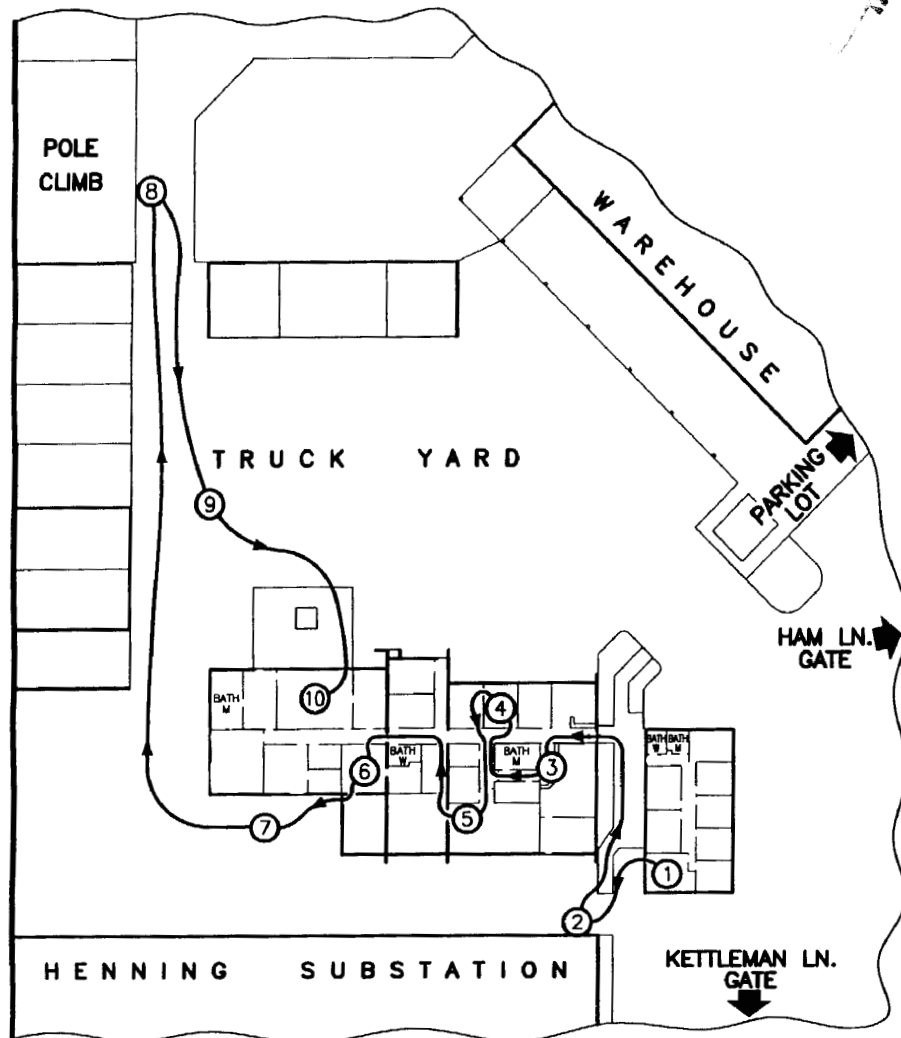 POLE
CLIMB
8
WAREHOUSE
TRUCK YARD
9
PARKING
LOT
HAM LN.
GATE
10
BATH
M
4
BATH
W
BATH
M
3
BATH
W
BATH
M
6
5
7
1
2
HENNING SUBSTATION
KETTLEMAN LN.
GATE